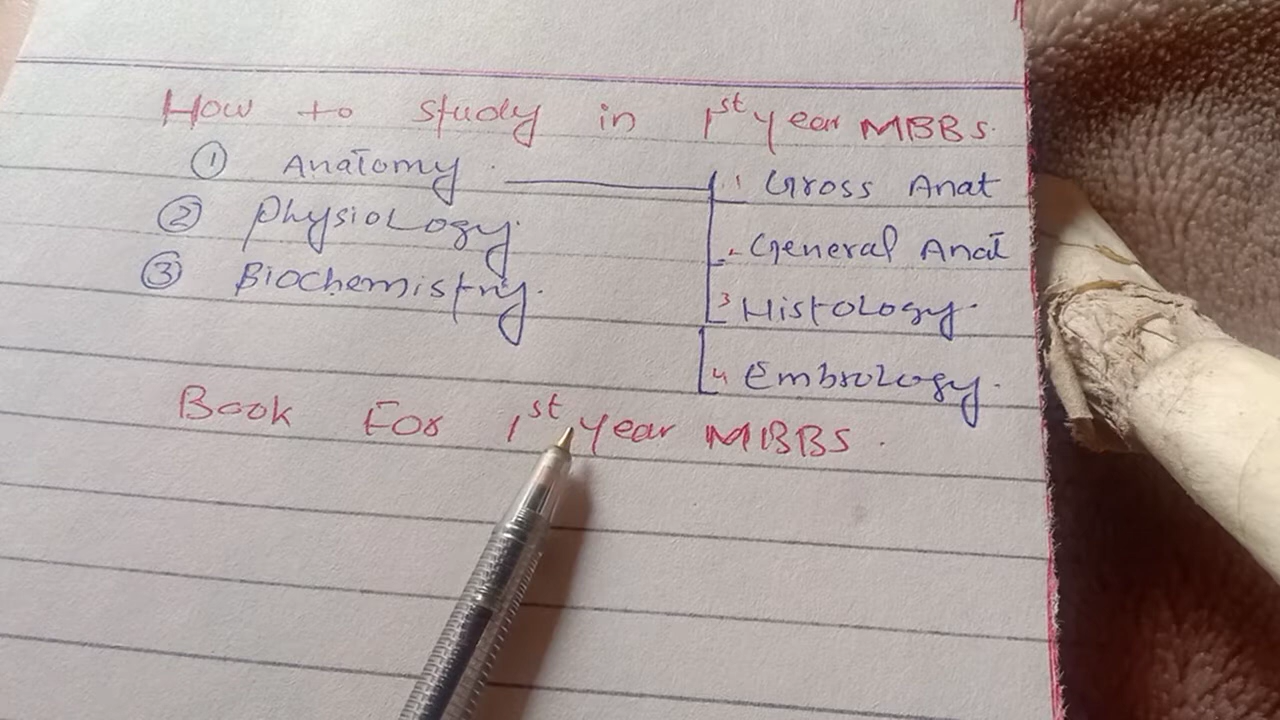 How to study in 1st year MBBS.
① Anatomy.
1 Gross Anat
② Physiology.
2 General Anat
③ Biochemistry.
3 Histology.
4 Embrology.
Book For 1st year MBBS.